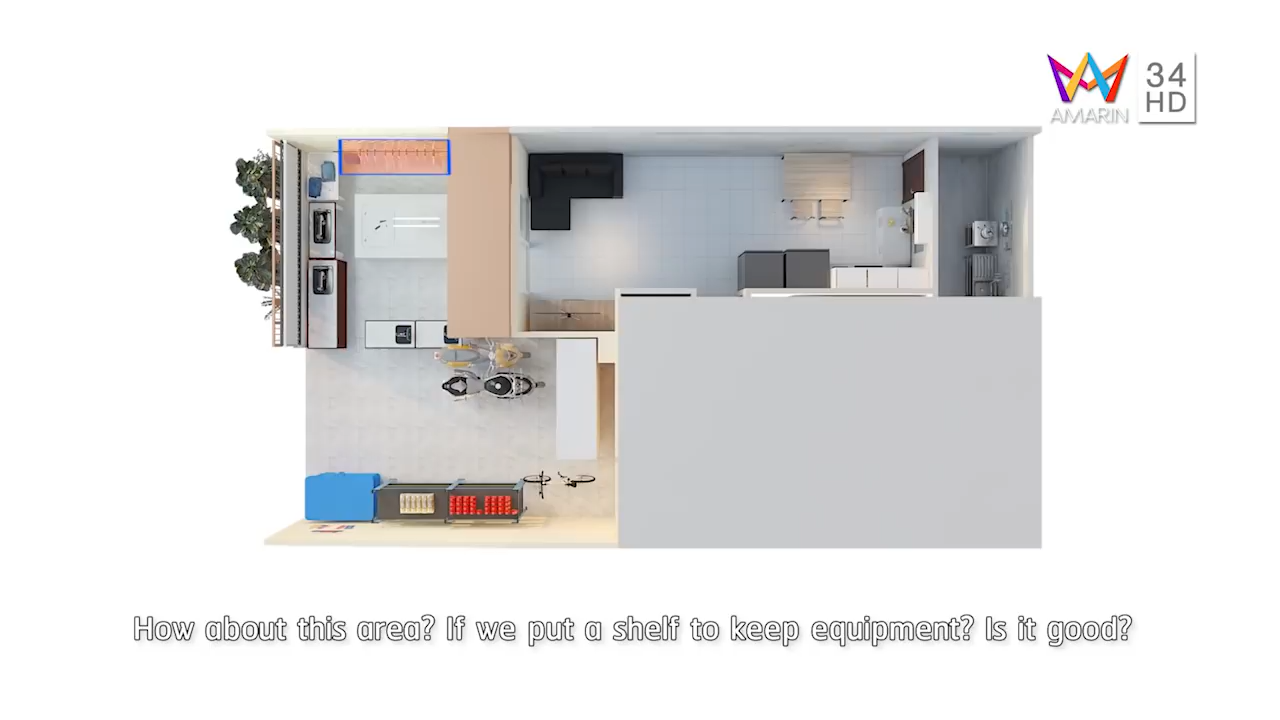 34
HD
AMARIN
How about this area? If we put a shelf to keep equipment? Is it good?